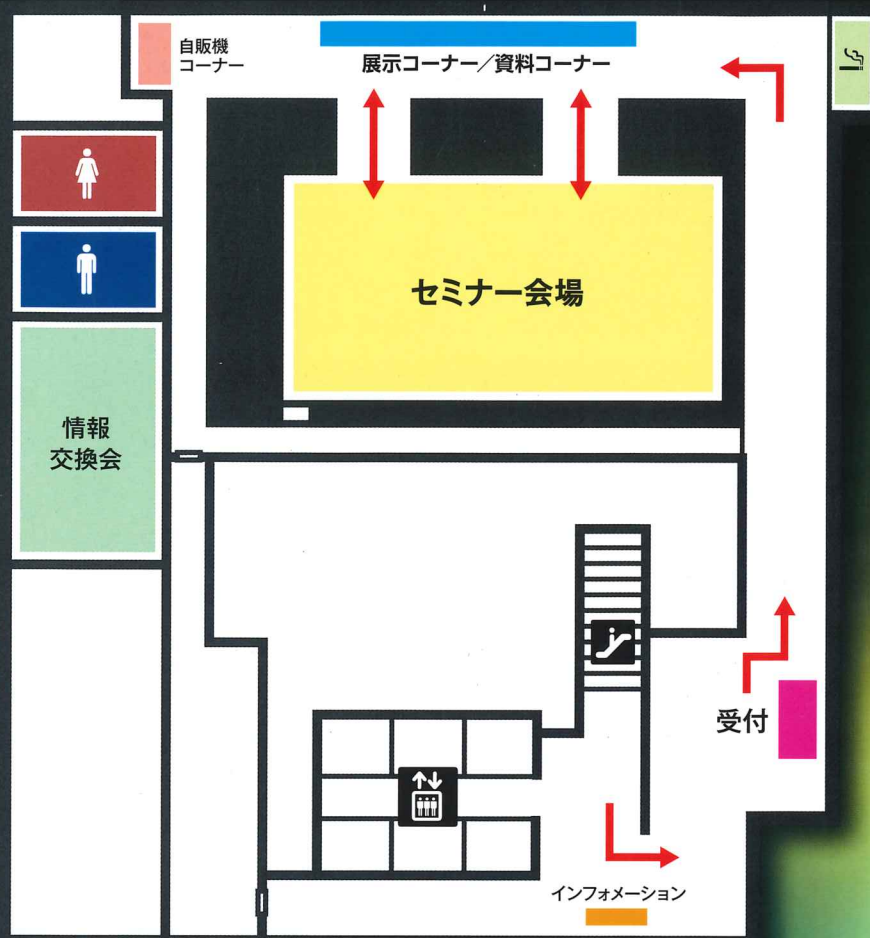 自販機
コーナー
展示コーナー／資料コーナー
セミナー会場
情報
交換会
受付
インフォメーション